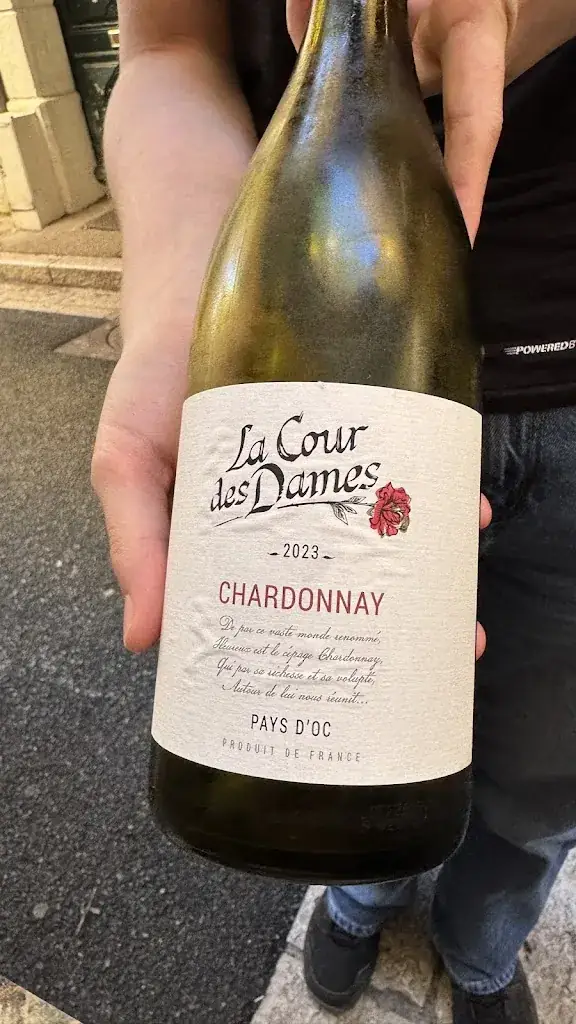 La Cour
des Dames
2023
CHARDONNAY
De par ce vaste monde renommé,
Heureux est le cépage Chardonnay,
Qui par sa richesse et sa volupté,
Autour de lui nous réunit...
PAYS D'OC
PRODUIT DE FRANCE
POWERED